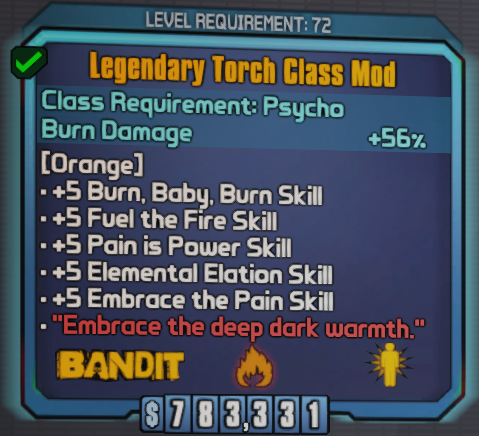 LEVEL REQUIREMENT: 72
Legendary Torch Class Mod
Class Requirement: Psycho
Burn Damage +56%
[Orange]
• +5 Burn, Baby, Burn Skill
• +5 Fuel the Fire Skill
• +5 Pain is Power Skill
• +5 Elemental Elation Skill
• +5 Embrace the Pain Skill
• "Embrace the deep dark warmth."
BANDIT
$783,331